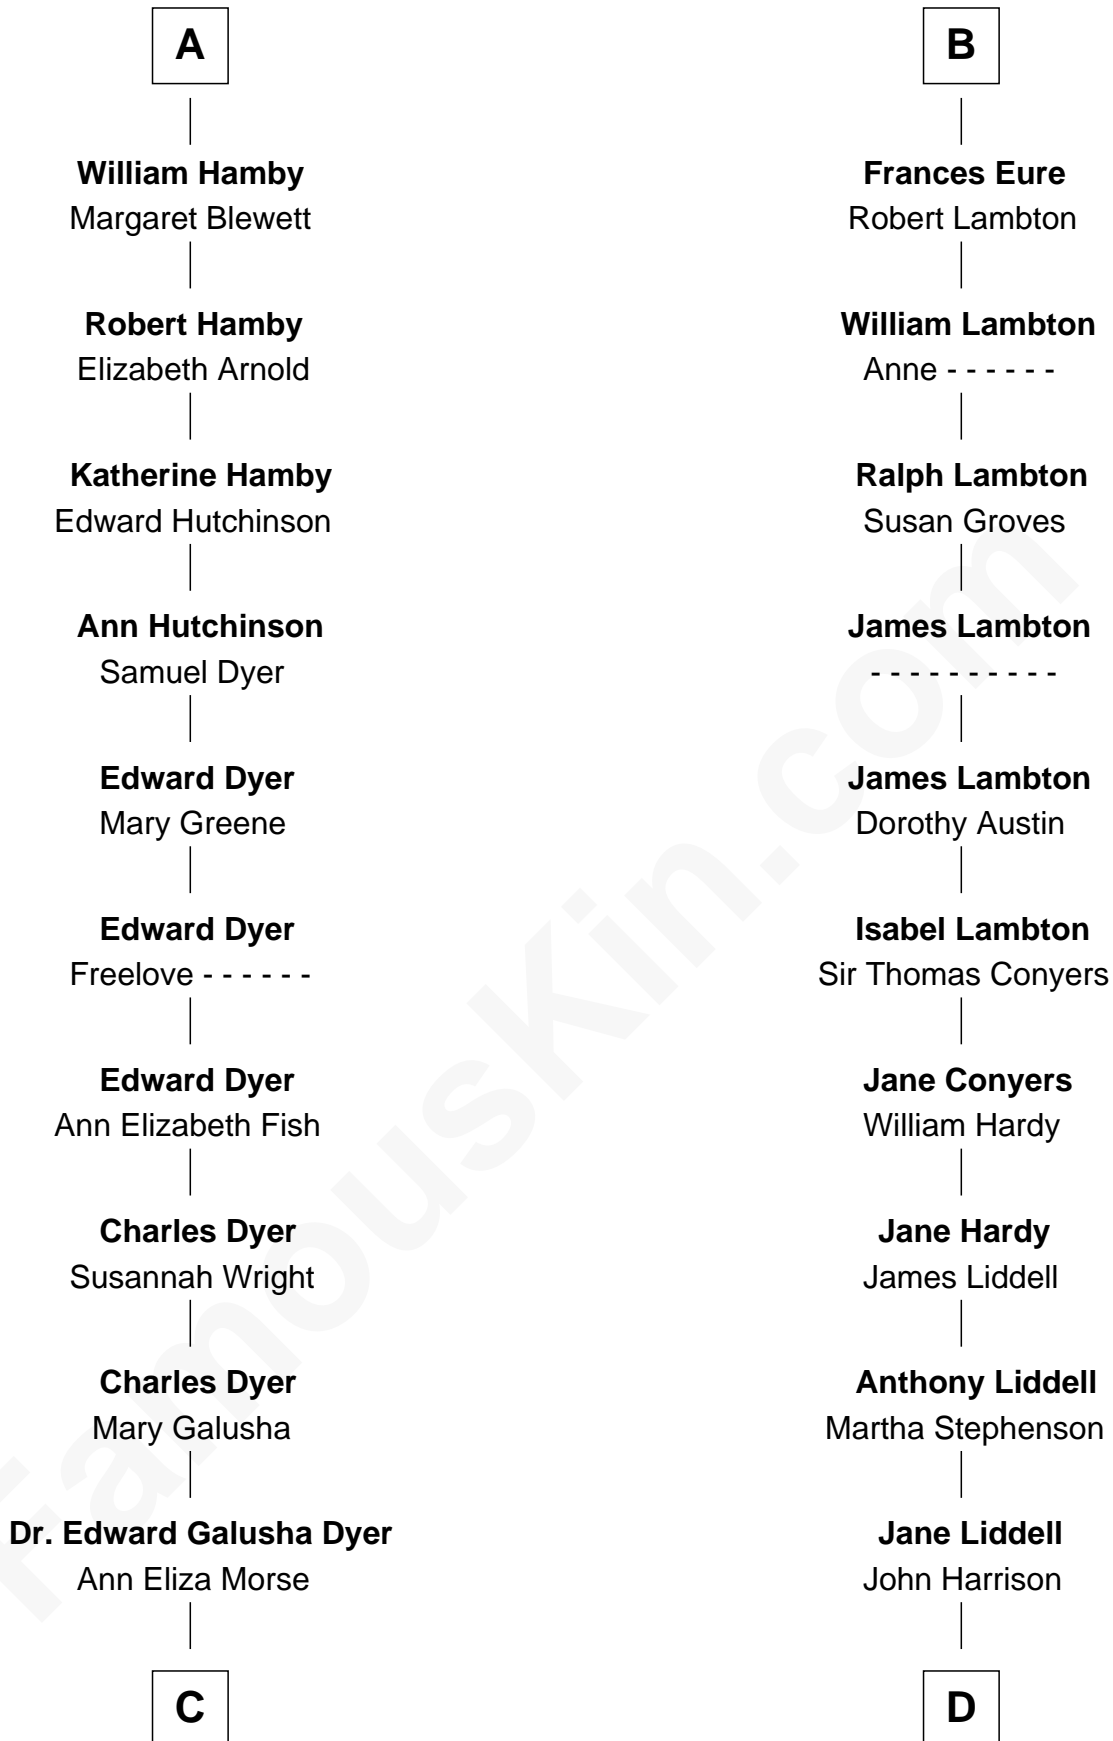 A
William Hamby
Margaret Blewett
Robert Hamby
Elizabeth Arnold
Katherine Hamby
Edward Hutchinson
Ann Hutchinson
Samuel Dyer
Edward Dyer
Mary Greene
Edward Dyer
Freelove - - - - - -
Edward Dyer
Ann Elizabeth Fish
Charles Dyer
Susannah Wright
Charles Dyer
Mary Galusha
Dr. Edward Galusha Dyer
Ann Eliza Morse
C
B
Frances Eure
Robert Lambton
William Lambton
Anne - - - - - -
Ralph Lambton
Susan Groves
James Lambton
- - - - - - - - - -
James Lambton
Dorothy Austin
Isabel Lambton
Sir Thomas Conyers
Jane Conyers
William Hardy
Jane Hardy
James Liddell
Anthony Liddell
Martha Stephenson
Jane Liddell
John Harrison
D
FamousKin.com